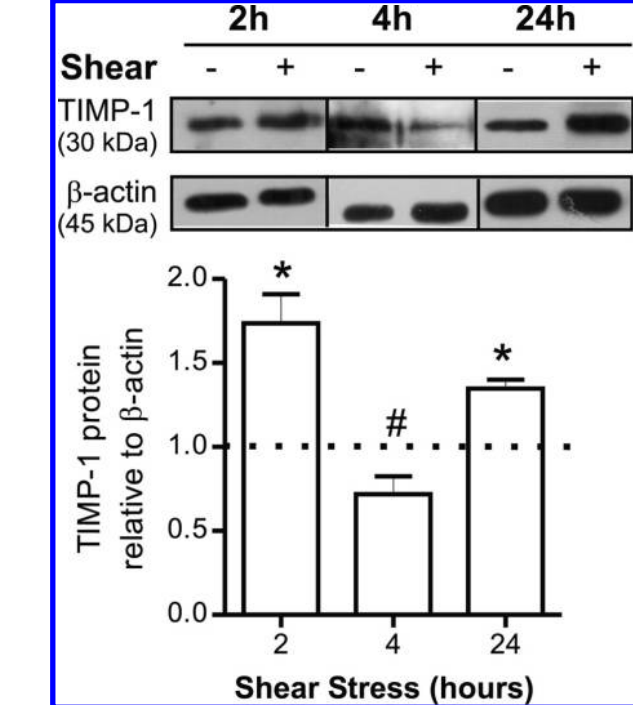 2h 4h 24h
Shear - + - + - +
TIMP-1
(30 kDa)
β-actin
(45 kDa)
2.0
1.5
1.0
0.5
0.0
TIMP-1 protein
relative to β-actin
*
#
*
2 4 24
Shear Stress (hours)